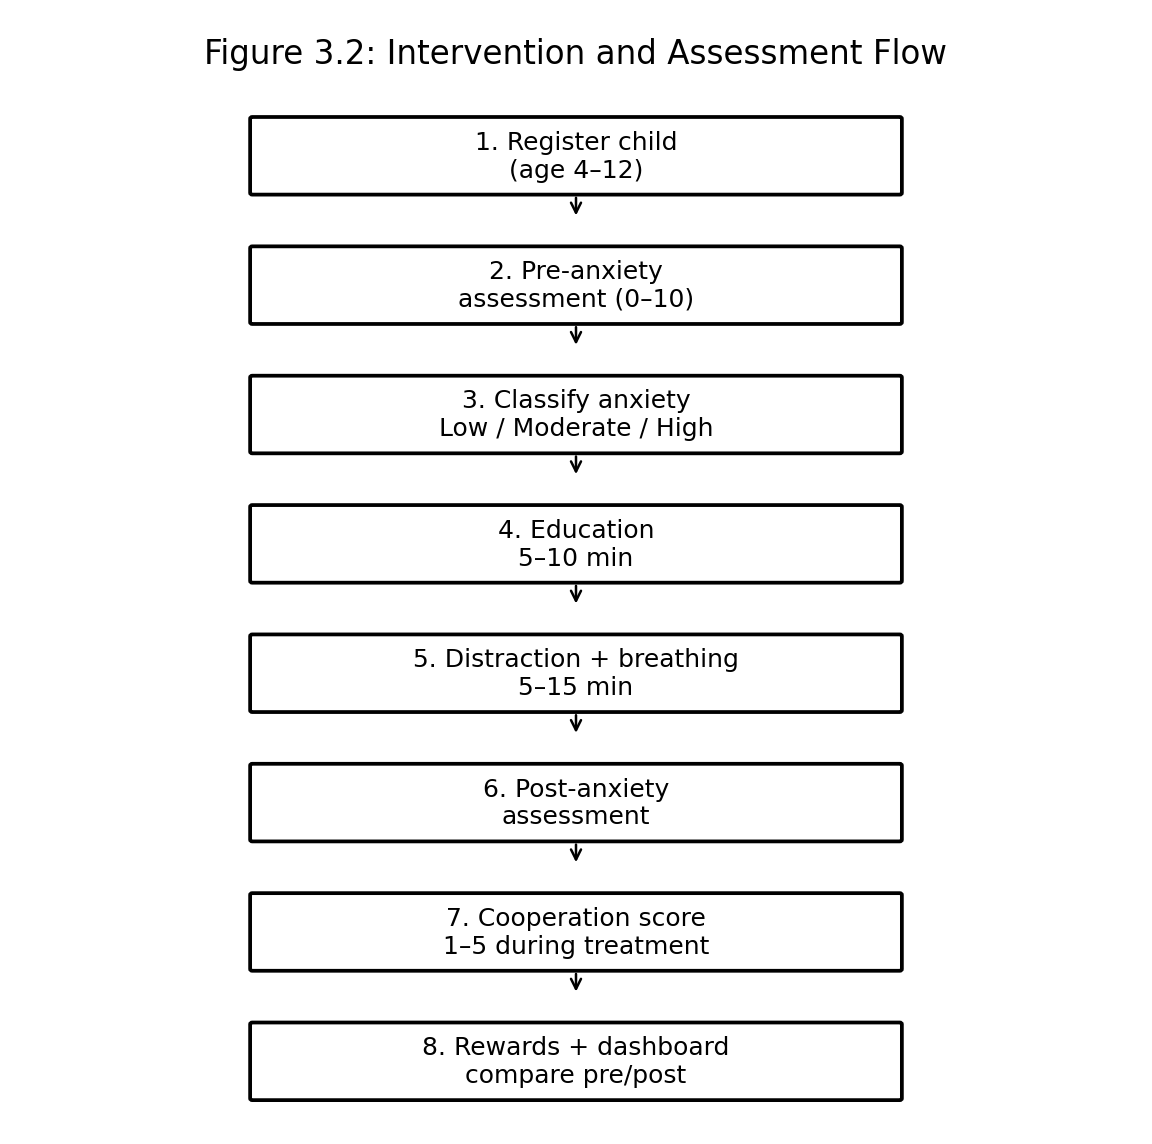 Figure 3.2: Intervention and Assessment Flow
1. Register child
(age 4–12)
2. Pre-anxiety
assessment (0–10)
3. Classify anxiety
Low / Moderate / High
4. Education
5–10 min
5. Distraction + breathing
5–15 min
6. Post-anxiety
assessment
7. Cooperation score
1–5 during treatment
8. Rewards + dashboard
compare pre/post